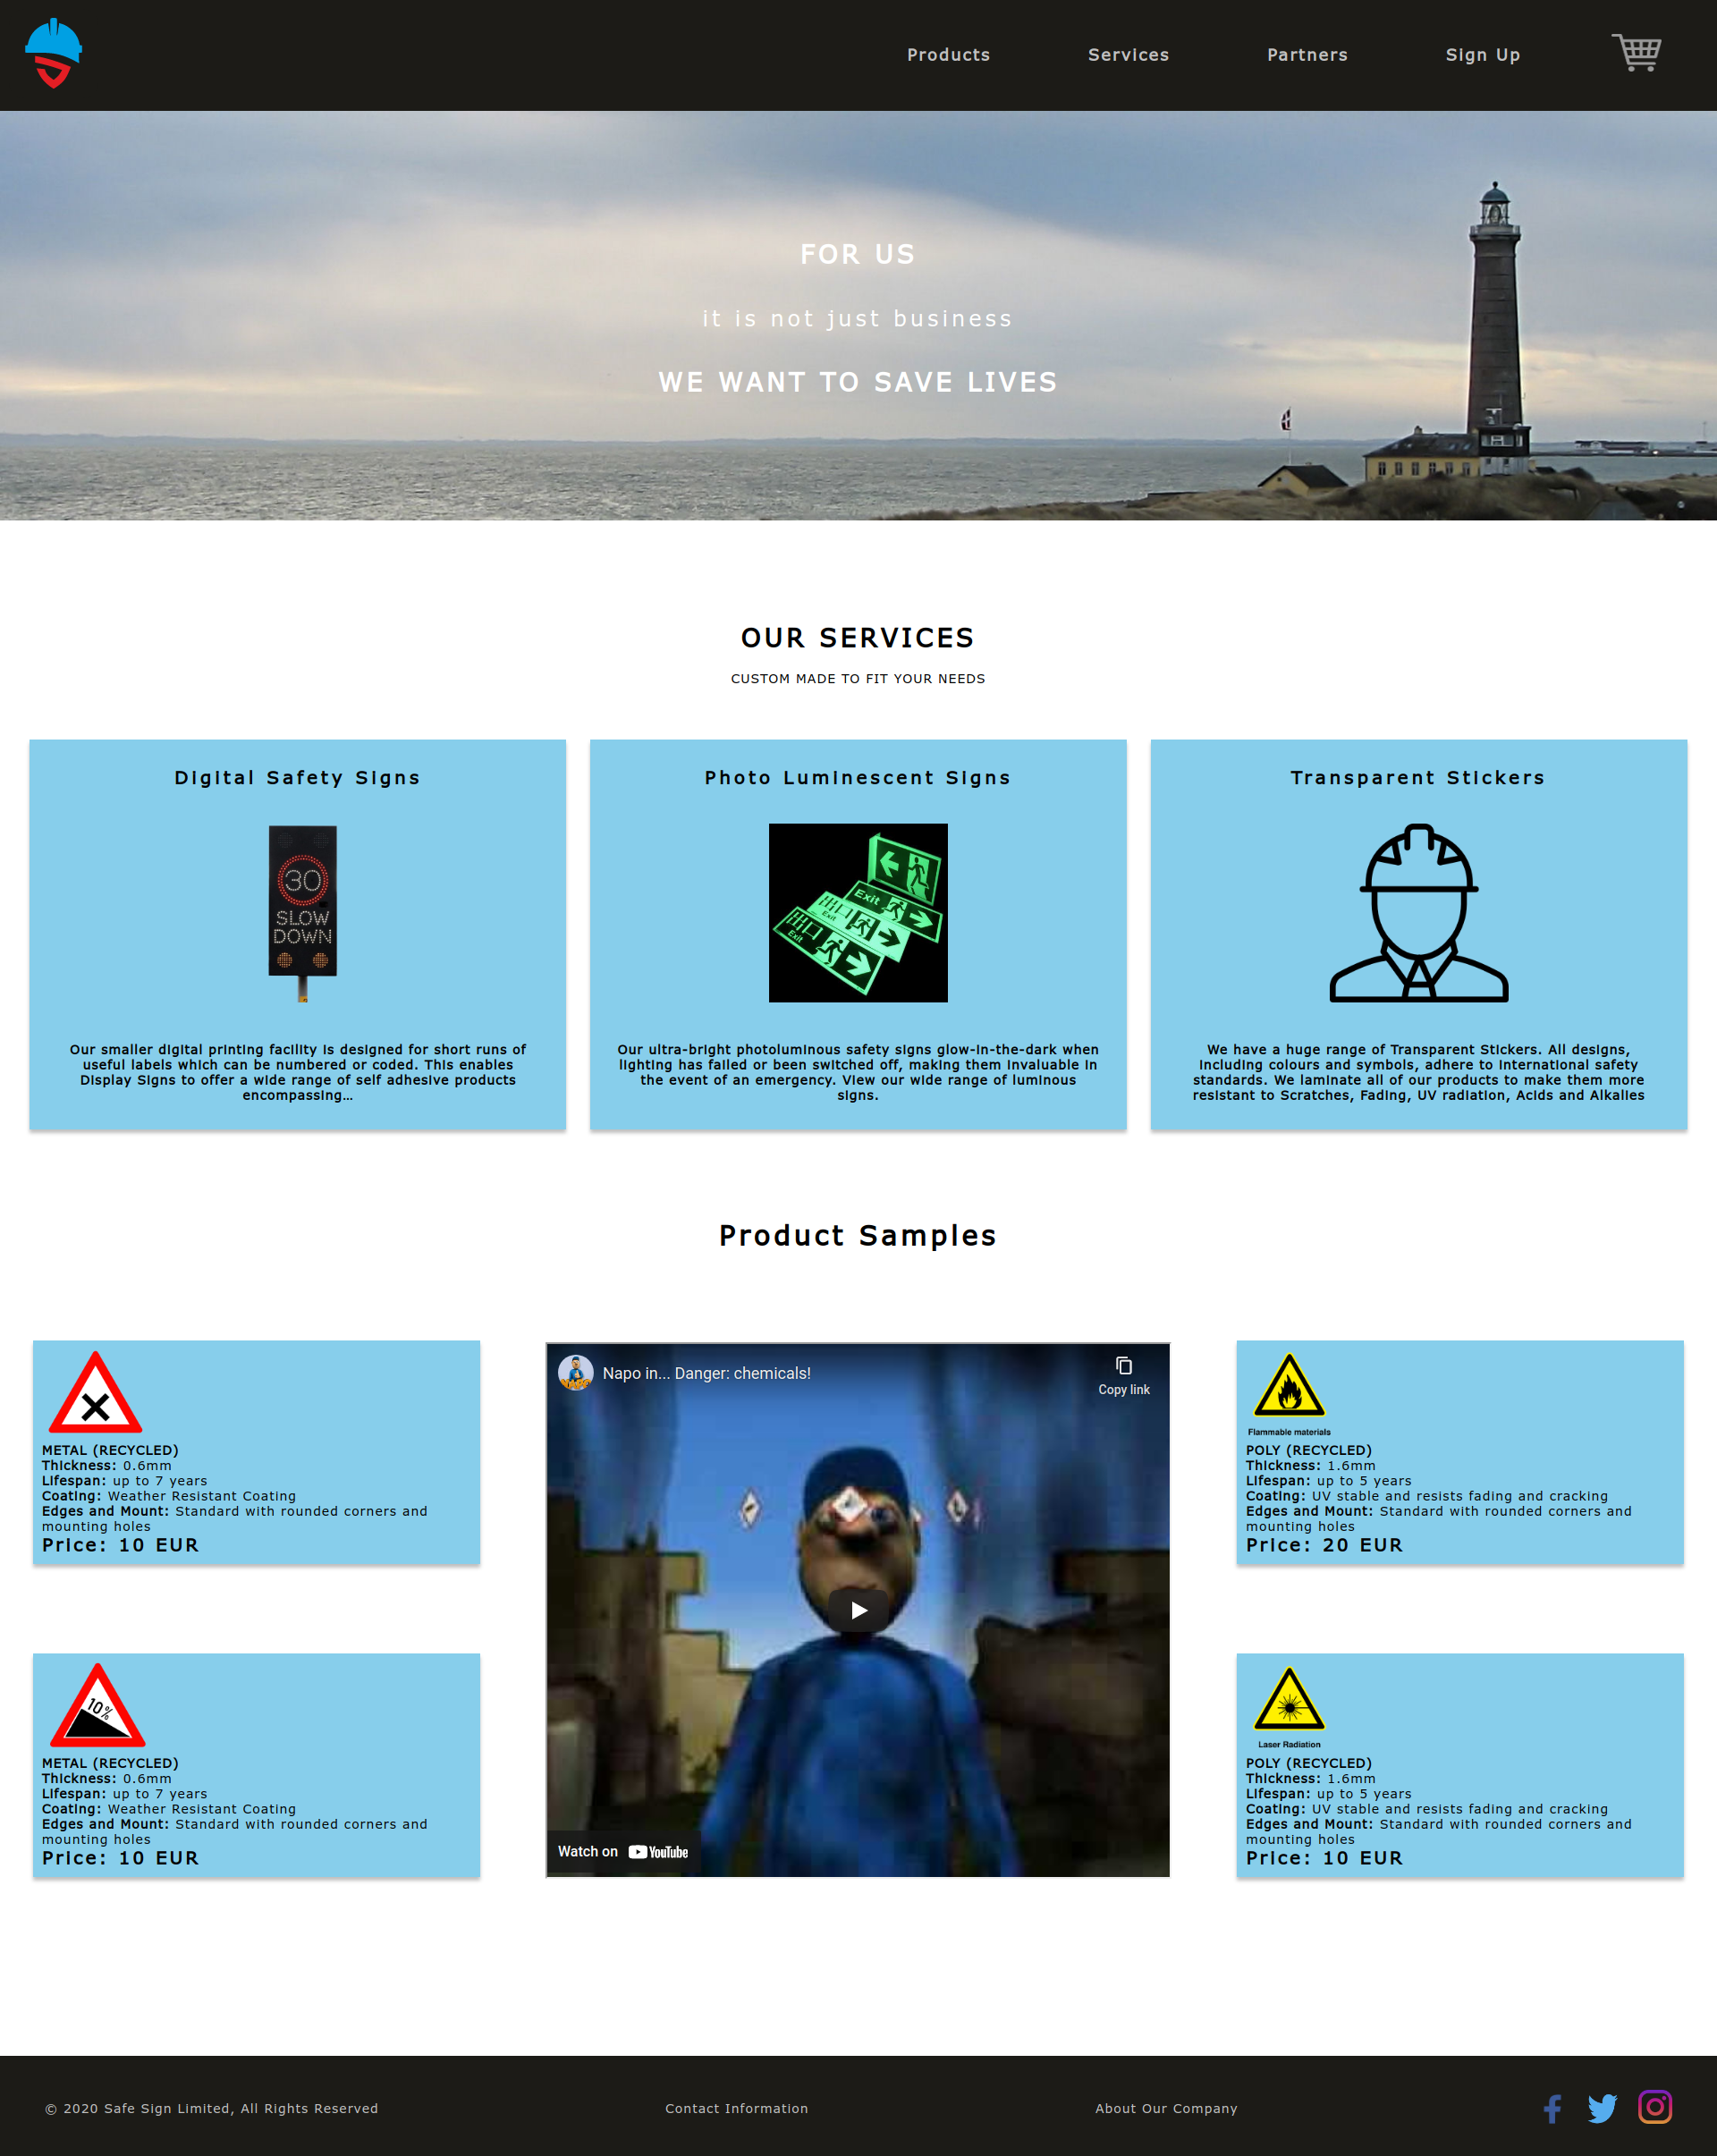 Products Services Partners Sign Up
FOR US
it is not just business
WE WANT TO SAVE LIVES
OUR SERVICES
CUSTOM MADE TO FIT YOUR NEEDS
Digital Safety Signs
30
SLOW
DOWN
Our smaller digital printing facility is designed for short runs of
useful labels which can be numbered or coded. This enables
Display Signs to offer a wide range of self adhesive products
encompassing...
Photo Luminescent Signs
Exit
Exit
Exit
Our ultra-bright photoluminous safety signs glow-in-the-dark when
lighting has failed or been switched off, making them invaluable in
the event of an emergency. View our wide range of luminous
signs.
Transparent Stickers
We have a huge range of Transparent Stickers. All designs,
including colours and symbols, adhere to international safety
standards. We laminate all of our products to make them more
resistant to Scratches, Fading, UV radiation, Acids and Alkalies
Product Samples
METAL (RECYCLED)
Thickness: 0.6mm
Lifespan: up to 7 years
Coating: Weather Resistant Coating
Edges and Mount: Standard with rounded corners and
mounting holes
Price: 10 EUR
10%
METAL (RECYCLED)
Thickness: 0.6mm
Lifespan: up to 7 years
Coating: Weather Resistant Coating
Edges and Mount: Standard with rounded corners and
mounting holes
Price: 10 EUR
NAPO
Napo in... Danger: chemicals!
Copy link
Watch on YouTube
Flammable materials
POLY (RECYCLED)
Thickness: 1.6mm
Lifespan: up to 5 years
Coating: UV stable and resists fading and cracking
Edges and Mount: Standard with rounded corners and
mounting holes
Price: 20 EUR
Laser Radiation
POLY (RECYCLED)
Thickness: 1.6mm
Lifespan: up to 5 years
Coating: UV stable and resists fading and cracking
Edges and Mount: Standard with rounded corners and
mounting holes
Price: 10 EUR
© 2020 Safe Sign Limited, All Rights Reserved
Contact Information
About Our Company